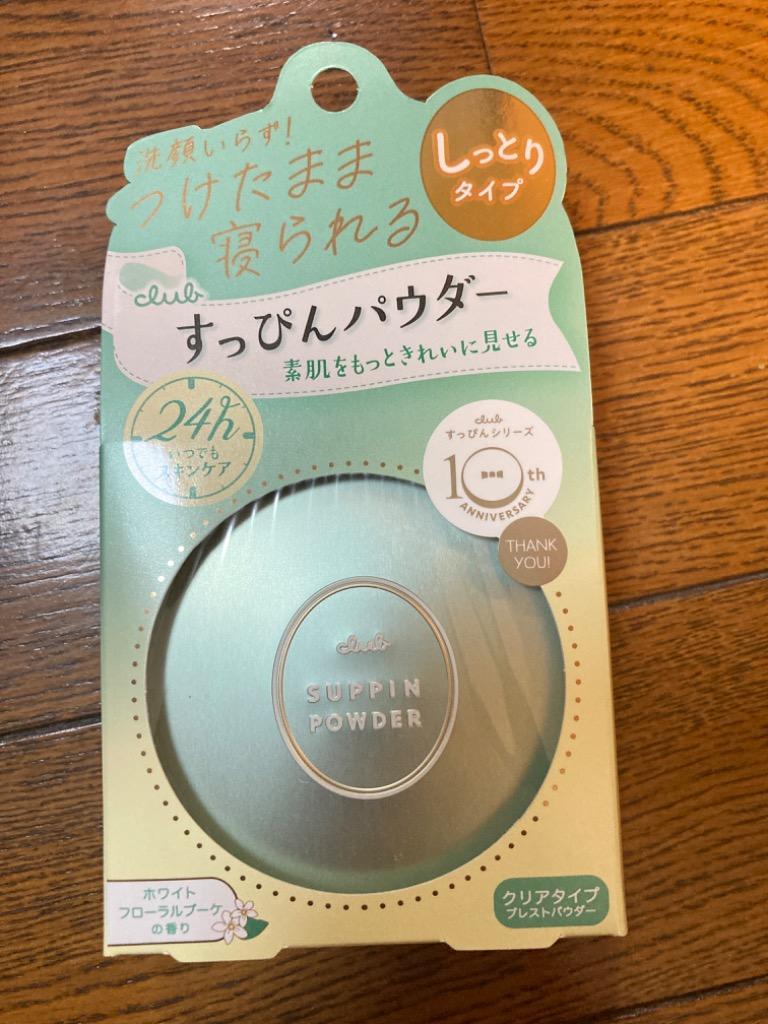 洗顔いらず!
つけたまま
寝られる
しっとり
タイプ
club
すっぴんパウダー
素肌をもっときれいに見せる
24h
いつでも
スキンケア
club
すっぴんシリーズ
10th
ANNIVERSARY
THANK
YOU!
club
SUPPIN
POWDER
ホワイト
フローラルブーケ
の香り
クリアタイプ
プレストパウダー